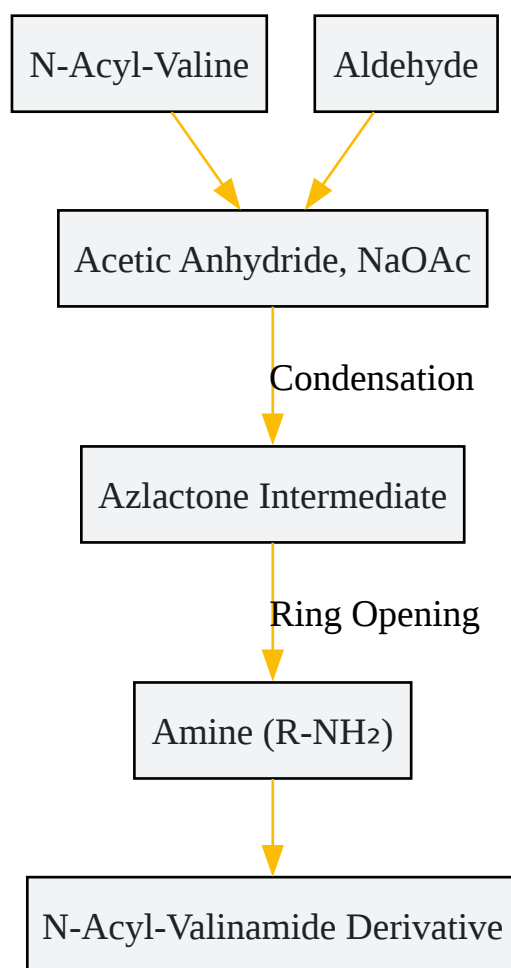 N-Acyl-Valine
Aldehyde
Acetic Anhydride, NaOAc
Condensation
Azlactone Intermediate
Ring Opening
Amine (R-NH₂)
N-Acyl-Valinamide Derivative